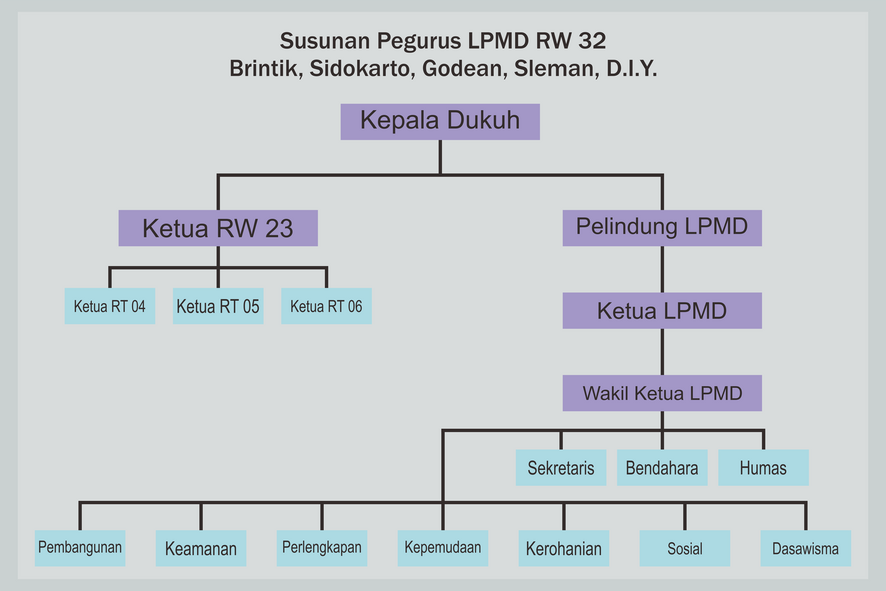 Susunan Pegurus LPMD RW 32
Brintik, Sidokarto, Godean, Sleman, D.I.Y.
Kepala Dukuh
Ketua RW 23
Pelindung LPMD
Ketua RT 04
Ketua RT 05
Ketua RT 06
Ketua LPMD
Wakil Ketua LPMD
Sekretaris
Bendahara
Humas
Pembangunan
Keamanan
Perlengkapan
Kepemudaan
Kerohanian
Sosial
Dasawisma